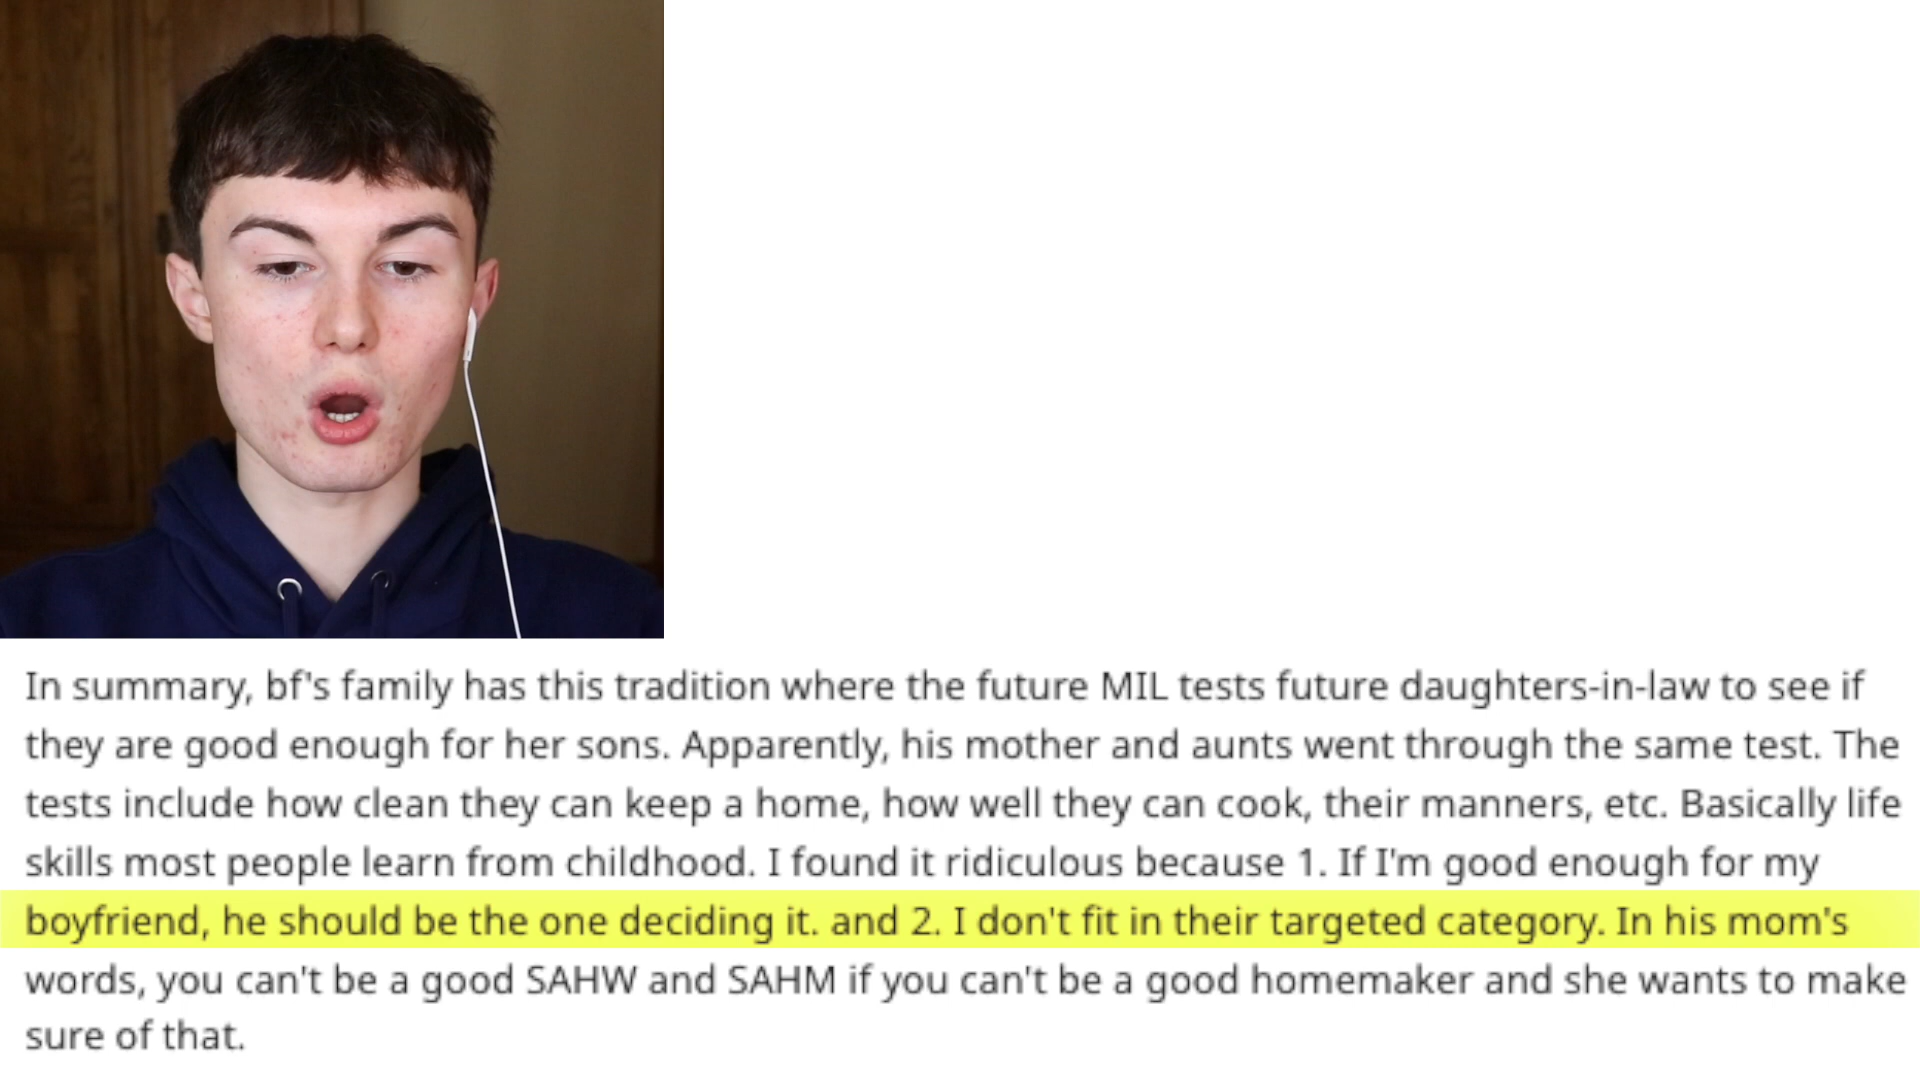 In summary, bf's family has this tradition where the future MIL tests future daughters-in-law to see if
they are good enough for her sons. Apparently, his mother and aunts went through the same test. The
tests include how clean they can keep a home, how well they can cook, their manners, etc. Basically life
skills most people learn from childhood. I found it ridiculous because 1. If I'm good enough for my
boyfriend, he should be the one deciding it. and 2. I don't fit in their targeted category. In his mom's
words, you can't be a good SAHW and SAHM if you can't be a good homemaker and she wants to make
sure of that.